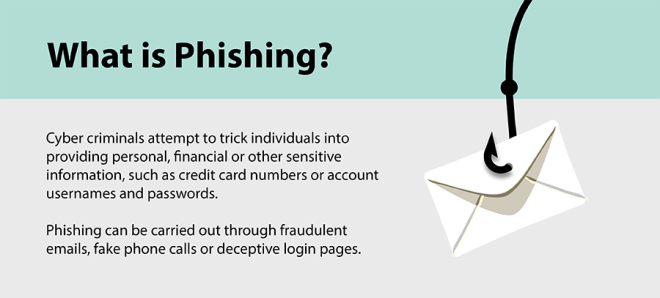 What is Phishing?
Cyber criminals attempt to trick individuals into
providing personal, financial or other sensitive
information, such as credit card numbers or account
usernames and passwords.
Phishing can be carried out through fraudulent
emails, fake phone calls or deceptive login pages.